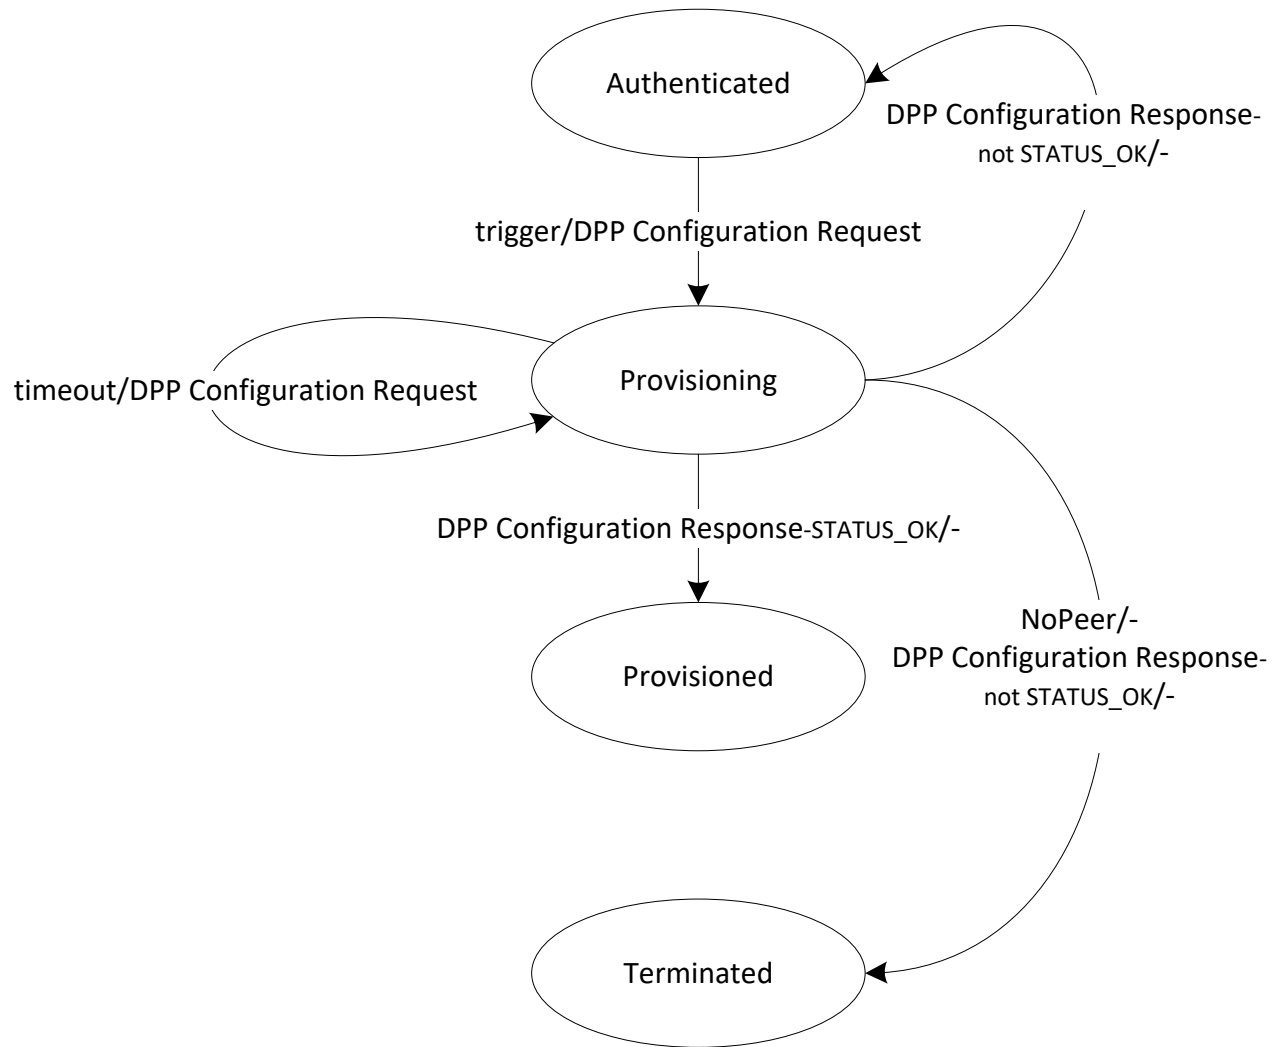 Authenticated
DPP Configuration Response-
not STATUS_OK/-
trigger/DPP Configuration Request
Provisioning
timeout/DPP Configuration Request
DPP Configuration Response-STATUS_OK/-
NoPeer/-
DPP Configuration Response-
not STATUS_OK/-
Provisioned
Terminated